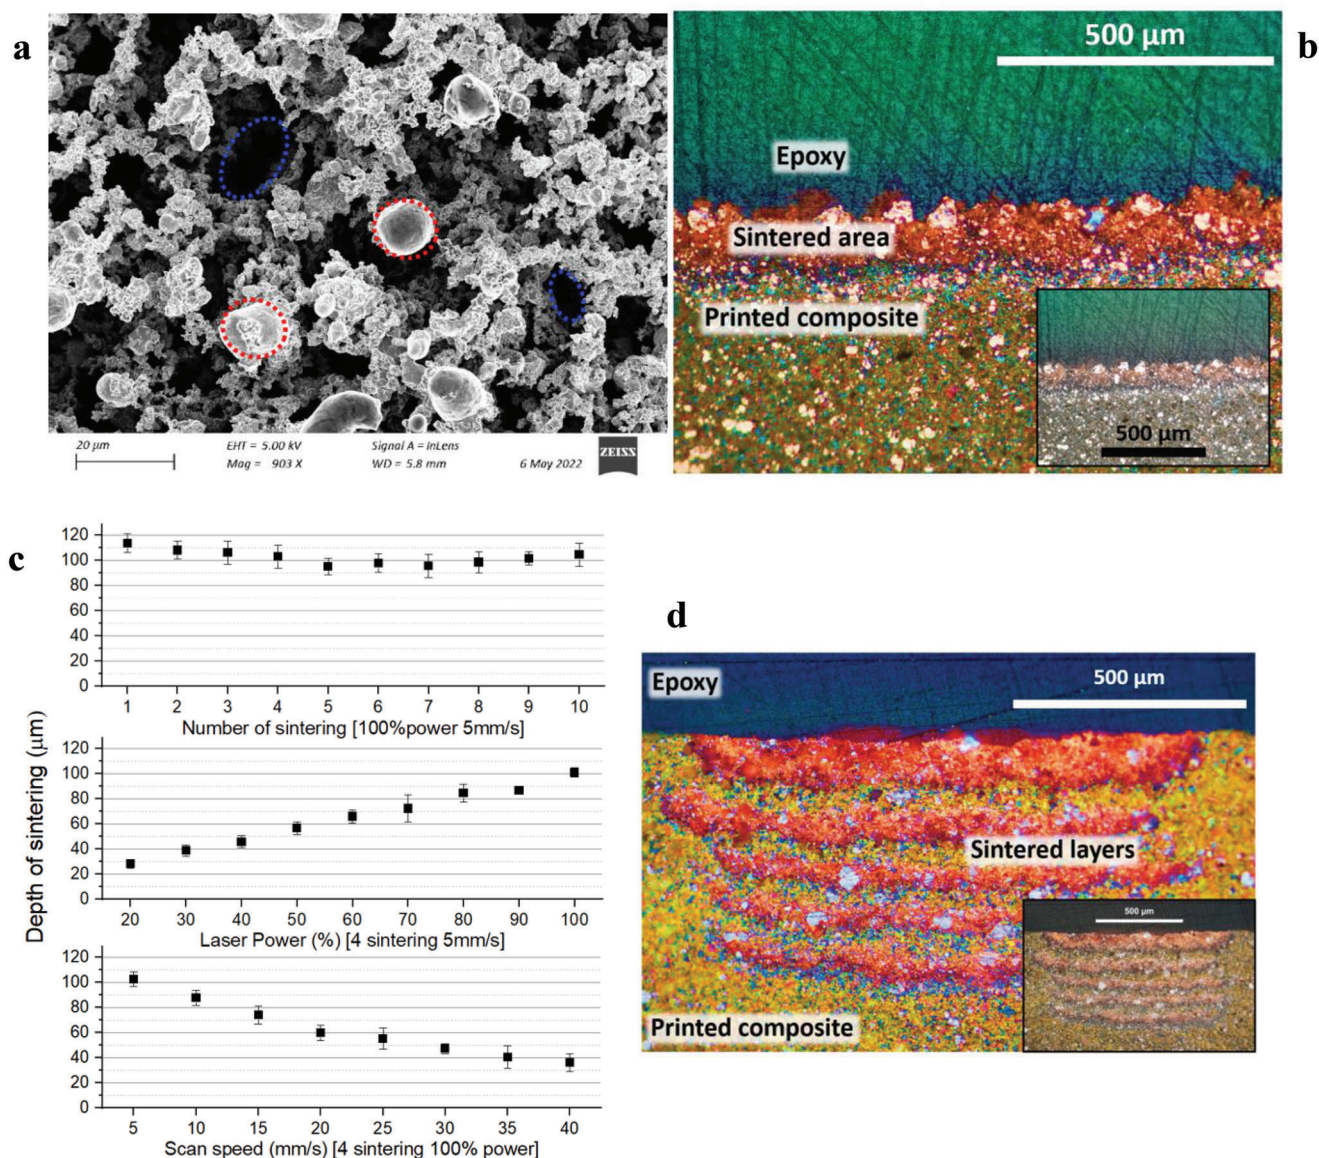 a
20 µm
EHT = 5.00 kV
Mag = 903 X
Signal A = InLens
WD = 5.8 mm
6 May 2022
ZEISS
b
500 µm
Epoxy
Sintered area
Printed composite
500 µm
c
Depth of sintering (µm)
120
100
80
60
40
20
0
1 2 3 4 5 6 7 8 9 10
Number of sintering [100%power 5mm/s]
120
100
80
60
40
20
0
20 30 40 50 60 70 80 90 100
Laser Power (%) [4 sintering 5mm/s]
120
100
80
60
40
20
0
5 10 15 20 25 30 35 40
Scan speed (mm/s) [4 sintering 100% power]
d
Epoxy
500 µm
Sintered layers
Printed composite
500 µm